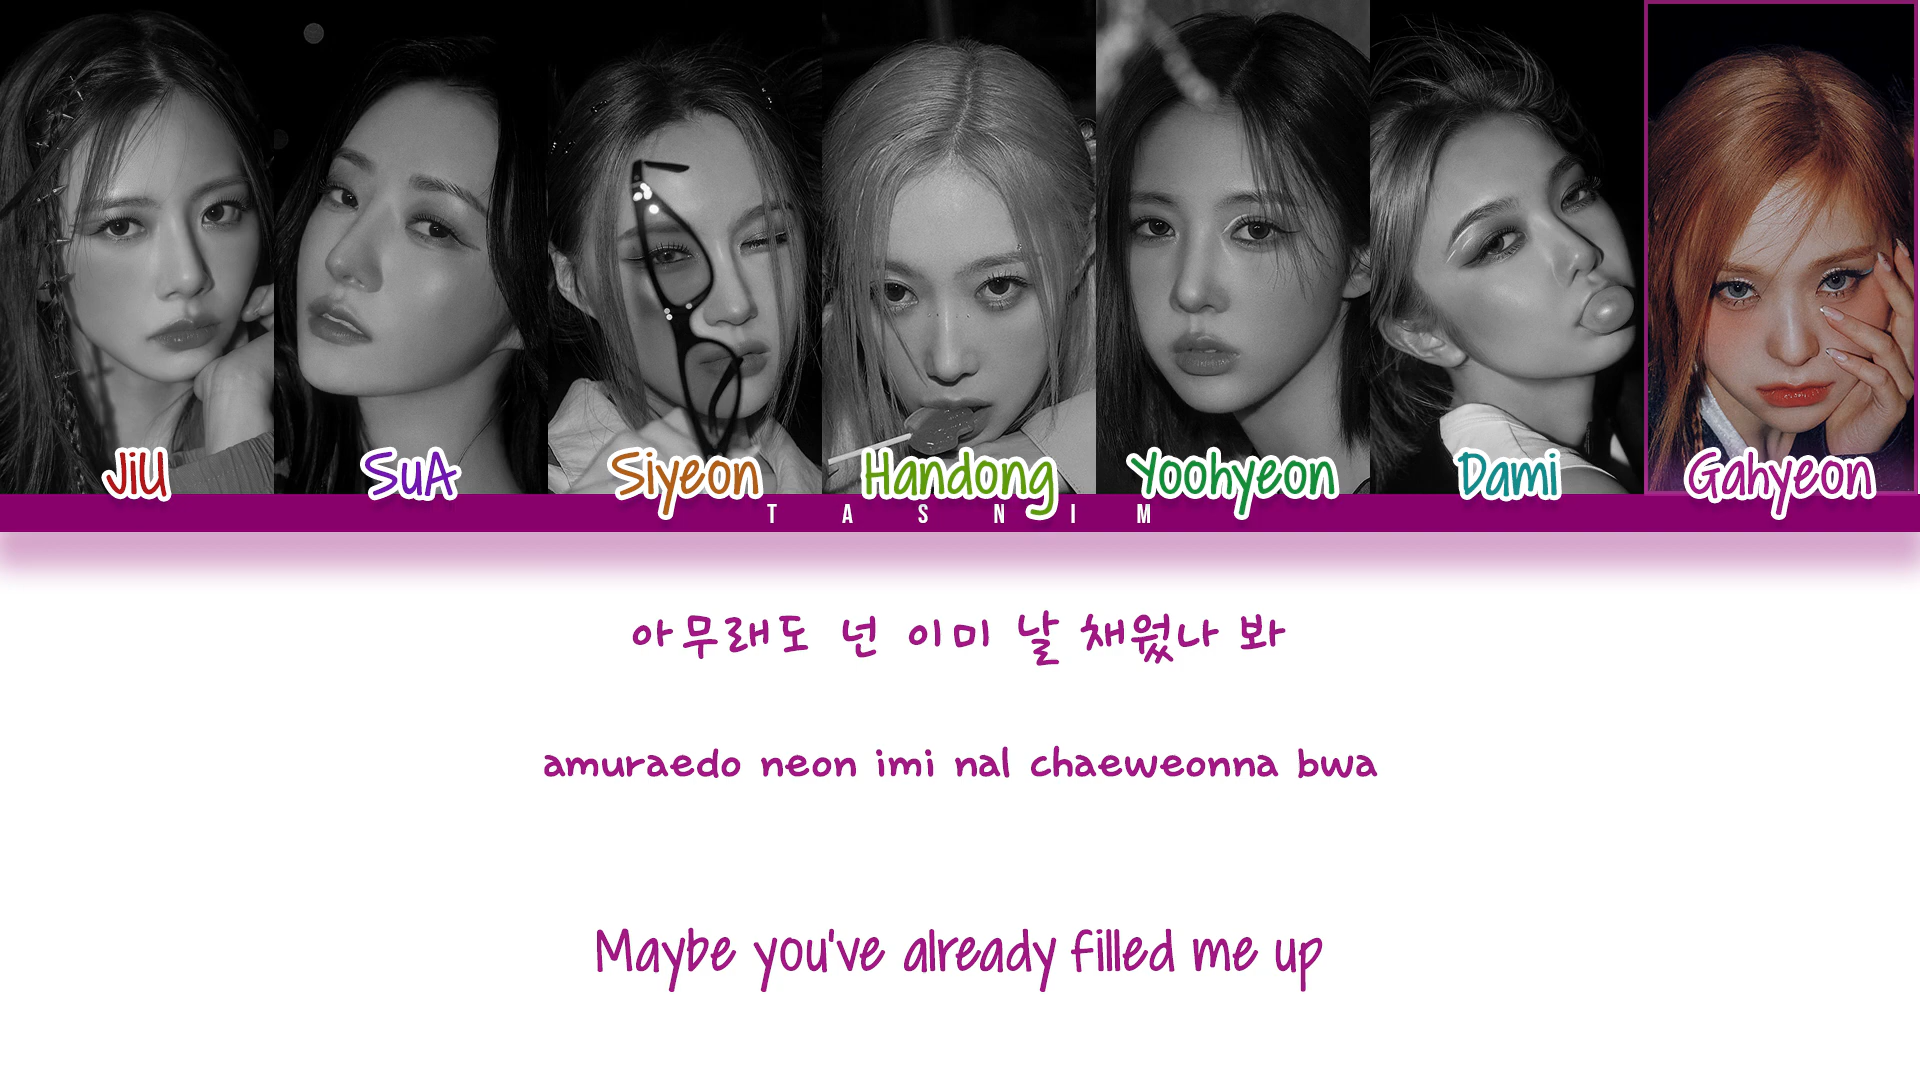 JiU SuA Siyeon Handong Yoohyeon Dami Gahyeon
TASNIM
아무래도 넌 이미 날 채웠나 봐
amuraedo neon imi nal chaeweonna bwa
Maybe you've already filled me up